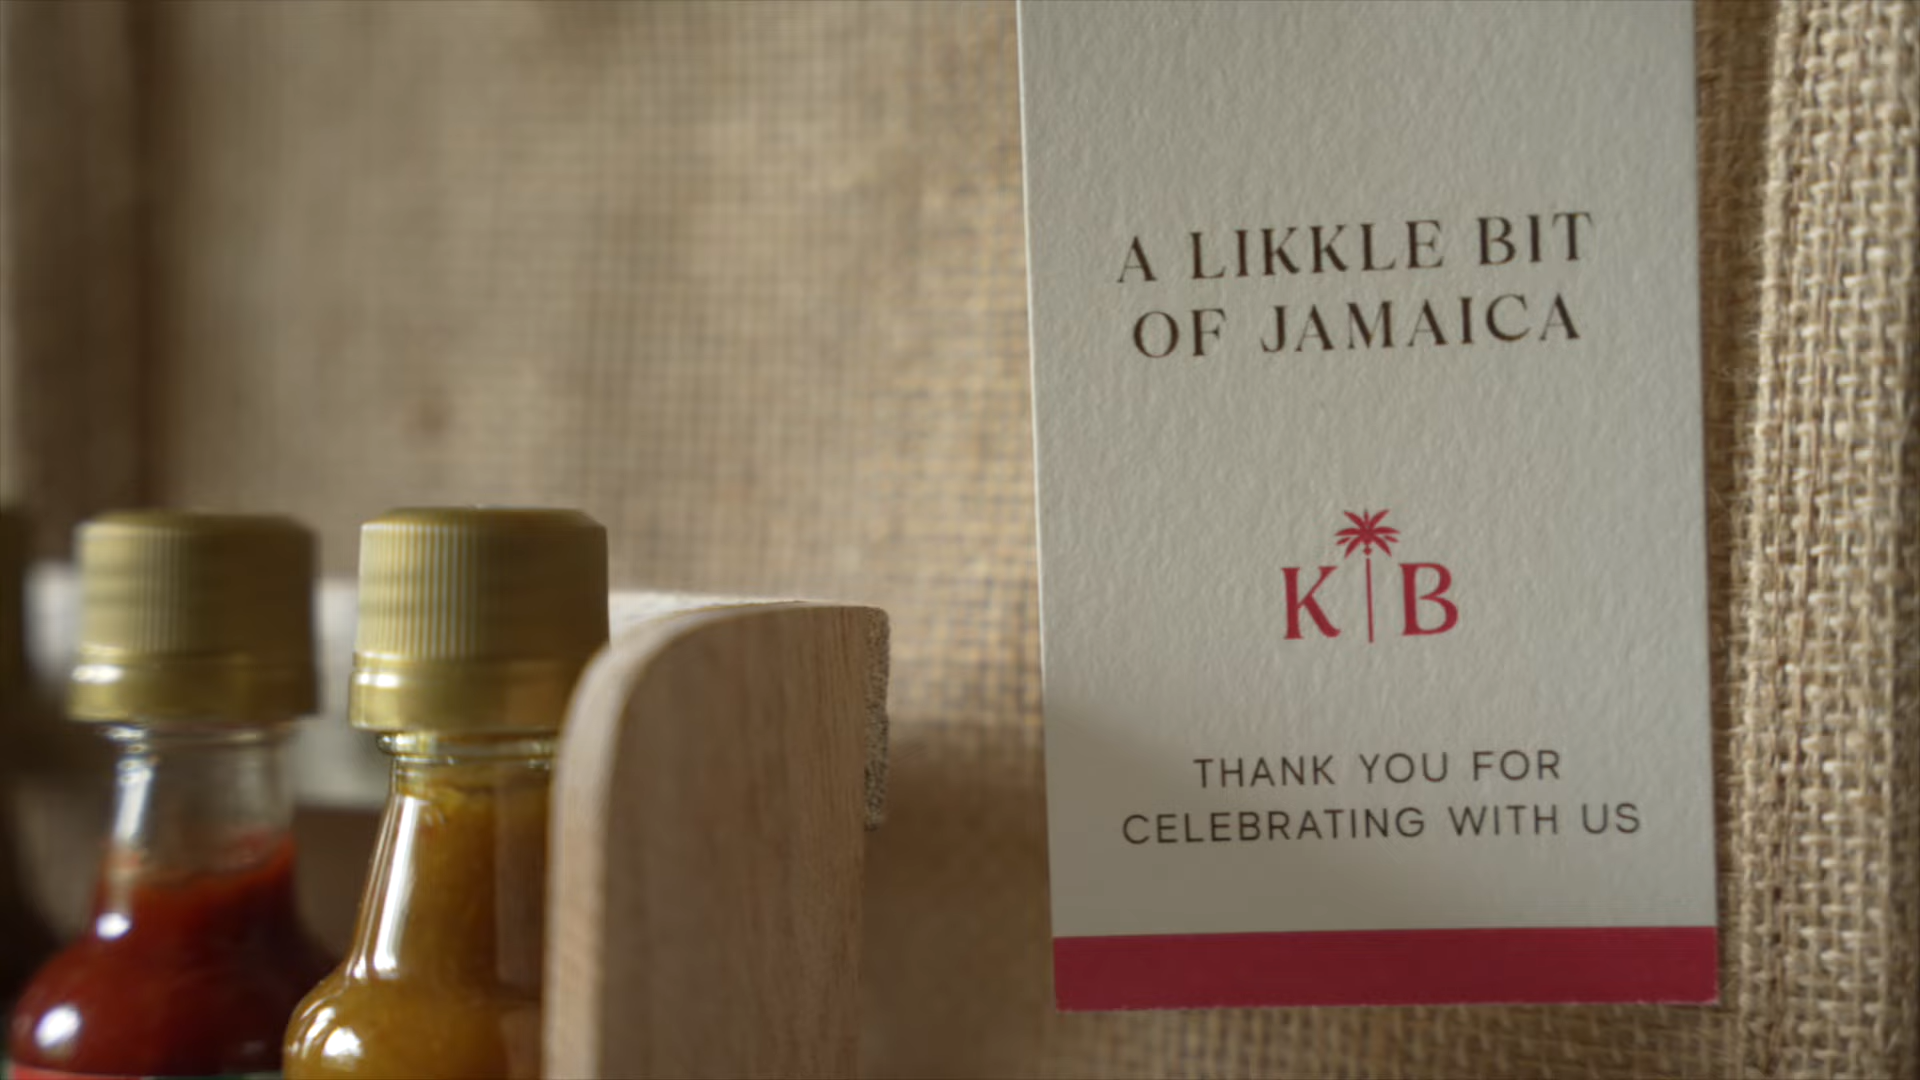 A LIKKLE BIT
OF JAMAICA
K B
THANK YOU FOR
CELEBRATING WITH US